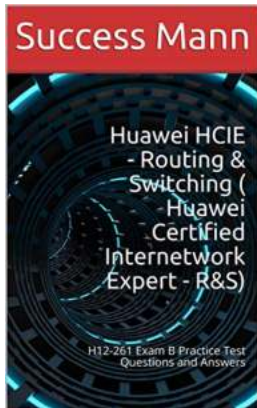 Success Mann
Huawei HCIE
- Routing &
Switching (
Huawei
Certified
Internetwork
Expert - R&S)
H12-261 Exam B Practice Test
Questions and Answers